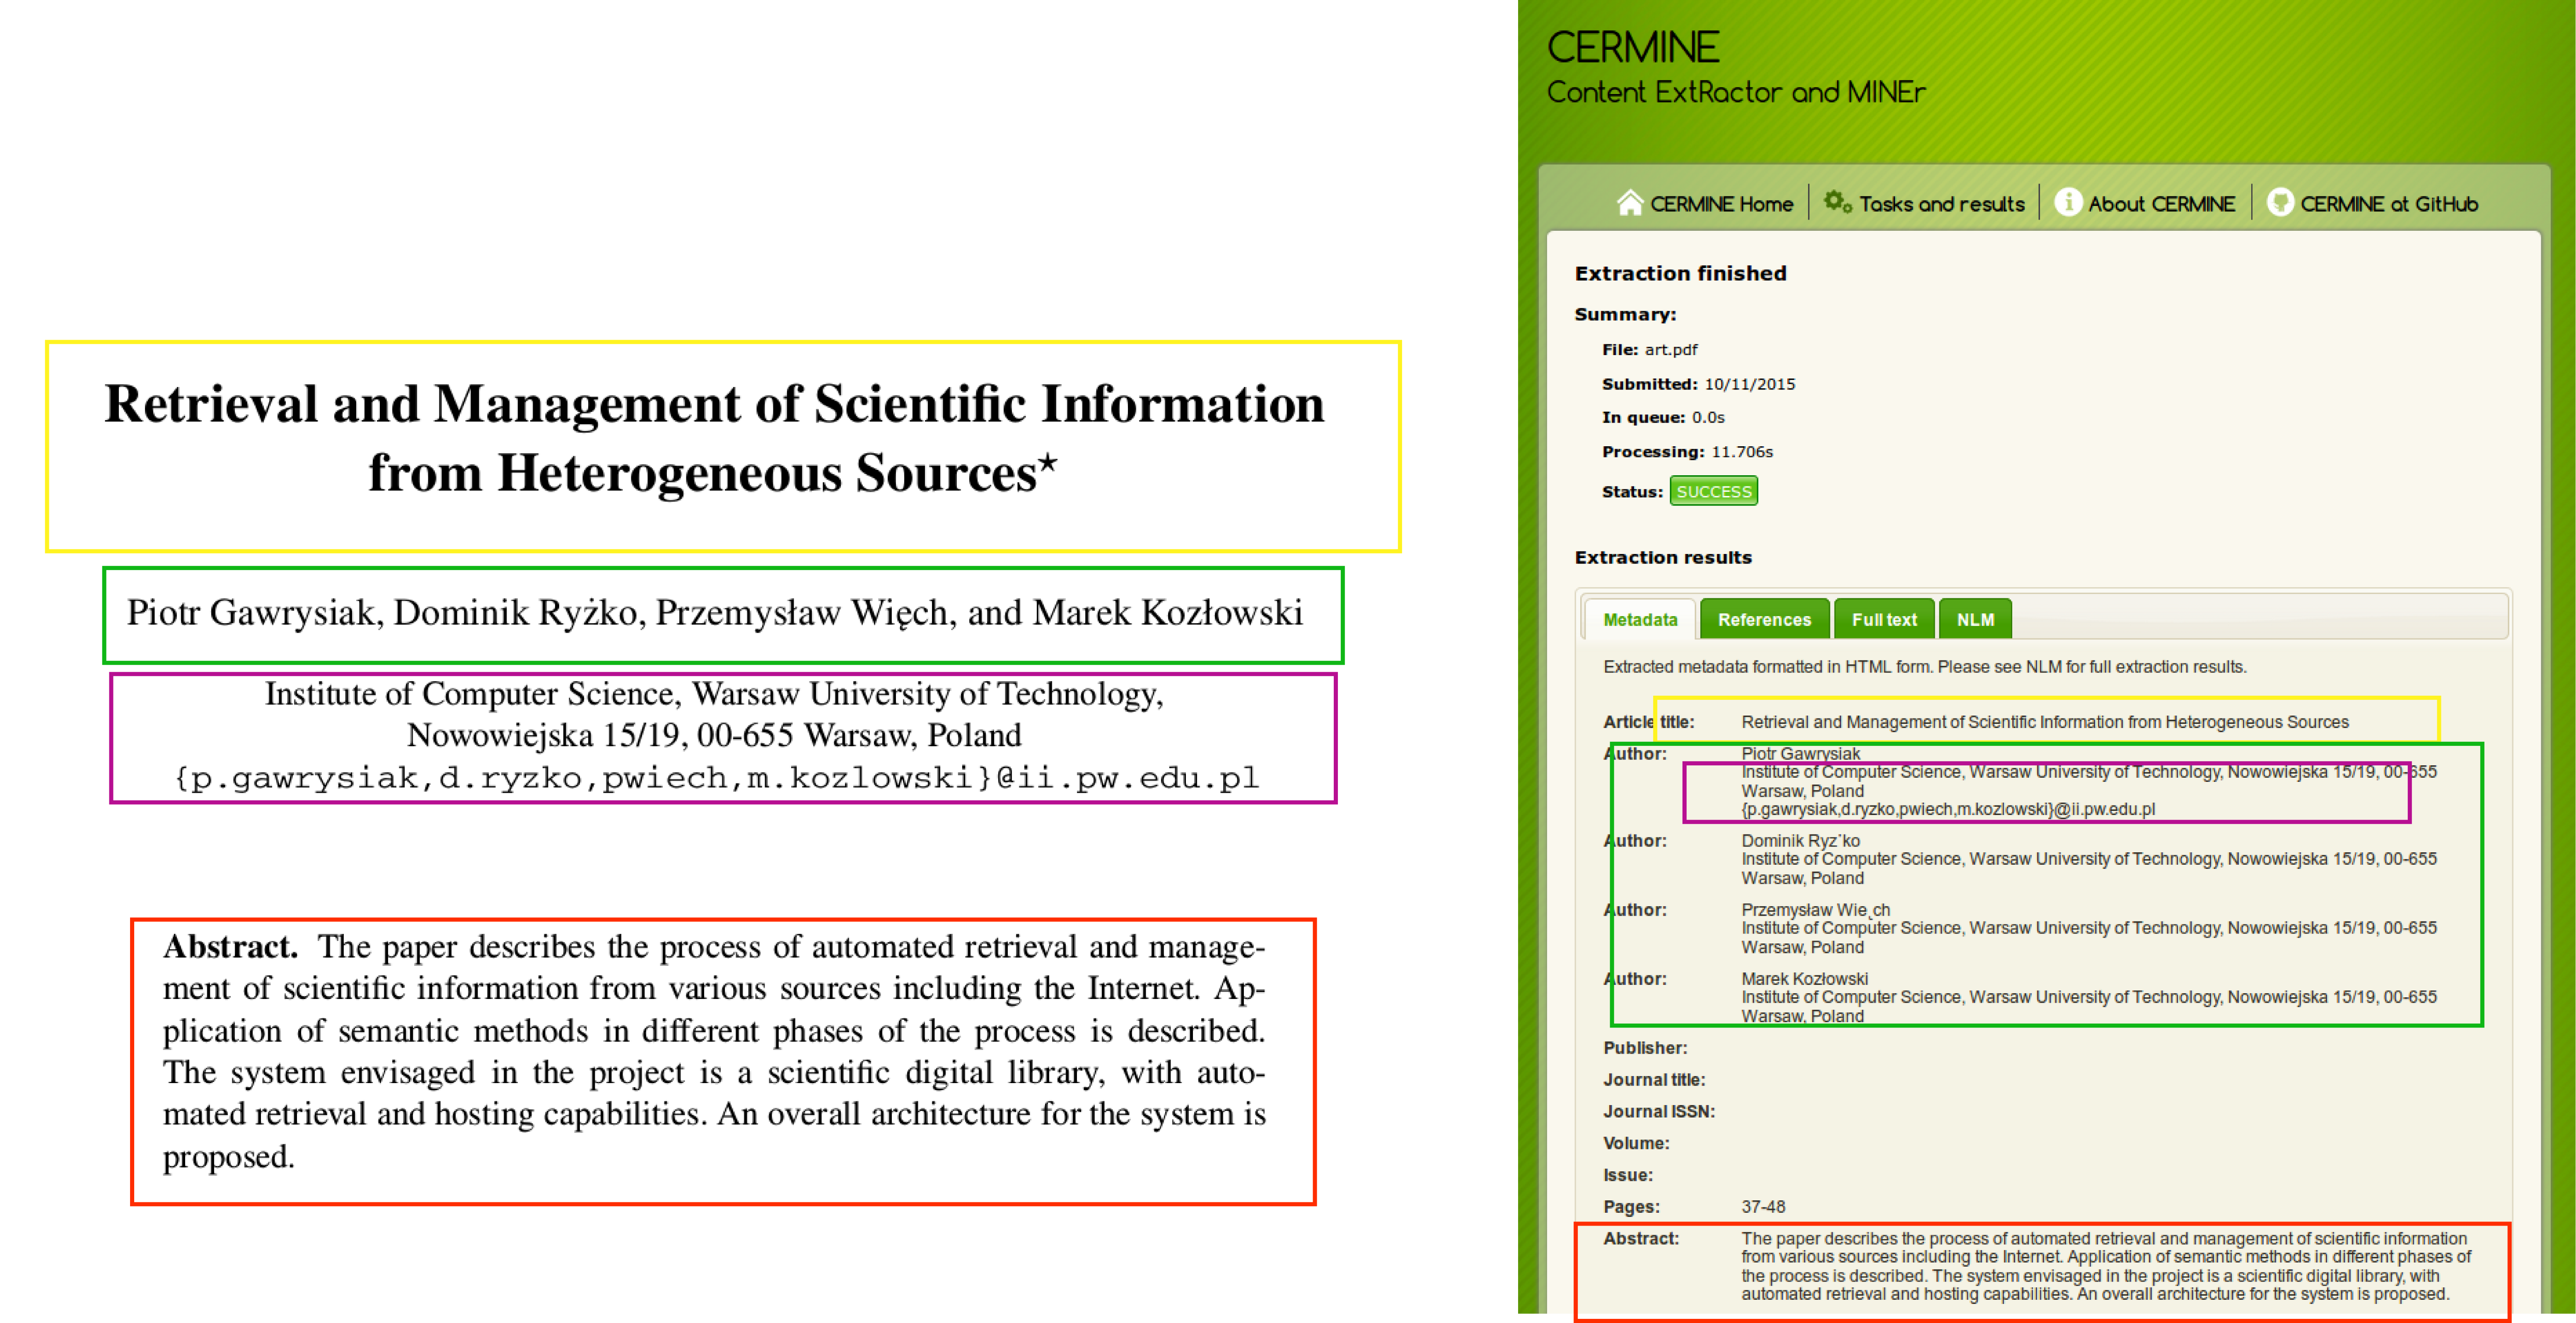 Retrieval and Management of Scientific Information
from Heterogeneous Sources★
Piotr Gawrysiak, Dominik Ryżko, Przemysław Więch, and Marek Kozłowski
Institute of Computer Science, Warsaw University of Technology,
Nowowiejska 15/19, 00-655 Warsaw, Poland
{p.gawrysiak,d.ryzko,pwiech,m.kozlowski}@ii.pw.edu.pl
Abstract. The paper describes the process of automated retrieval and manage-
ment of scientific information from various sources including the Internet. Ap-
plication of semantic methods in different phases of the process is described.
The system envisaged in the project is a scientific digital library, with auto-
mated retrieval and hosting capabilities. An overall architecture for the system is
proposed.
CERMINE
Content ExtRactor and MINEr
CERMINE Home
Tasks and results
About CERMINE
CERMINE at GitHub
Extraction finished
Summary:
File: art.pdf
Submitted: 10/11/2015
In queue: 0.0s
Processing: 11.706s
Status: SUCCESS
Extraction results
Metadata References Full text NLM
Extracted metadata formatted in HTML form. Please see NLM for full extraction results.
Article title: Retrieval and Management of Scientific Information from Heterogeneous Sources
Author: Piotr Gawrysiak
Institute of Computer Science, Warsaw University of Technology, Nowowiejska 15/19, 00-655
Warsaw, Poland
{p.gawrysiak,d.ryzko,pwiech,m.kozlowski}@ii.pw.edu.pl
Author: Dominik Ryz˙ko
Institute of Computer Science, Warsaw University of Technology, Nowowiejska 15/19, 00-655
Warsaw, Poland
Author: Przemysław Wie˛ch
Institute of Computer Science, Warsaw University of Technology, Nowowiejska 15/19, 00-655
Warsaw, Poland
Author: Marek Kozłowski
Institute of Computer Science, Warsaw University of Technology, Nowowiejska 15/19, 00-655
Warsaw, Poland
Publisher:
Journal title:
Journal ISSN:
Volume:
Issue:
Pages: 37-48
Abstract: The paper describes the process of automated retrieval and management of scientific information
from various sources including the Internet. Application of semantic methods in different phases of
the process is described. The system envisaged in the project is a scientific digital library, with
automated retrieval and hosting capabilities. An overall architecture for the system is proposed.